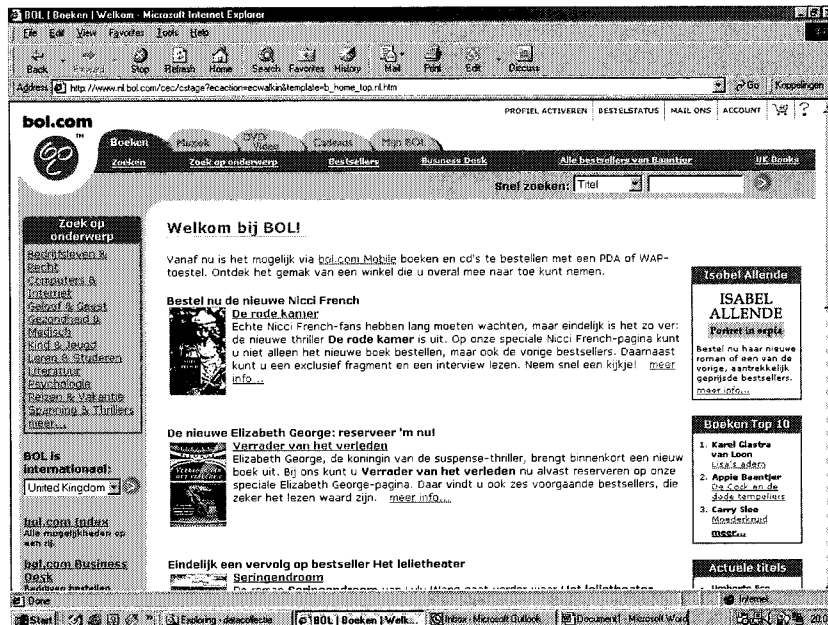 BOL | Boeken | Welkom - Microsoft Internet Explorer
File Edit View Favorites Tools Help
Back Forward Stop Refresh Home Search Favorites History Mail Print Edit Discuss
Address http://www.nl.bol.com/cec/cstage?ecaction=ecwalkin&template=b_home_top.nl.htm Go Koppelingen
PROFIEL ACTIVEREN | BESTELSTATUS | MAIL ONS | ACCOUNT ?
bol.com
TM
Boeken Muziek DVD/ Video Cadeaus Mijn BOL
Zoeken Zoek op onderwerp Bestsellers Business Desk Alle bestsellers van Baantjer UK Books
Snel zoeken: Titel
Zoek op
onderwerp
Bedrijfsleven &
Recht
Computers &
Internet
Geloof & Geest
Gezondheid &
Medisch
Kind & Jeugd
Leren & Studeren
Literatuur
Psychologie
Reizen & Vakantie
Spanning & Thrillers
meer...
BOL is
internationaal:
United Kingdom
bol.com Index
Alle mogelijkheden op
een rij.
bol.com Business
Desk
Bedrijven bestellen
Welkom bij BOL!
Vanaf nu is het mogelijk via bol.com Mobile boeken en cd's te bestellen met een PDA of WAP-
toestel. Ontdek het gemak van een winkel die u overal mee naar toe kunt nemen.
Bestel nu de nieuwe Nicci French
De rode kamer
Echte Nicci French-fans hebben lang moeten wachten, maar eindelijk is het zo ver:
de nieuwe thriller De rode kamer is uit. Op onze speciale Nicci French-pagina kunt
u niet alleen het nieuwe boek bestellen, maar ook de vorige bestsellers. Daarnaast
kunt u een exclusief fragment en een interview lezen. Neem snel een kijkje! meer
info...
De nieuwe Elizabeth George: reserveer 'm nu!
Verrader van het verleden
Elizabeth George, de koningin van de suspense-thriller, brengt binnenkort een nieuw
boek uit. Bij ons kunt u Verrader van het verleden nu alvast reserveren op onze
speciale Elizabeth George-pagina. Daar vindt u ook zes voorgaande bestsellers, die
zeker het lezen waard zijn. meer info...
Eindelijk een vervolg op bestseller Het lelietheater
Seringendroom
De roman Seringendroom van Lulu Wang gaat verder waar Het lelietheater
Isabel Allende
ISABEL
ALLENDE
Portret in sepia
Bestel nu haar nieuwe
roman of een van de
vorige, aantrekkelijk
geprijsde bestsellers.
meer info...
Boeken Top 10
1. Karel Glastra
van Loon
Lisa's adem
2. Appie Baantjer
De Cock en de
dode tempeliers
3. Carry Slee
Moederkruid
meer...
Actuele titels
Umberto Eco
Done Internet
Start Exploring - datacollectie BOL | Boeken | Welk... Inbox - Microsoft Outlook Document1 - Microsoft Word